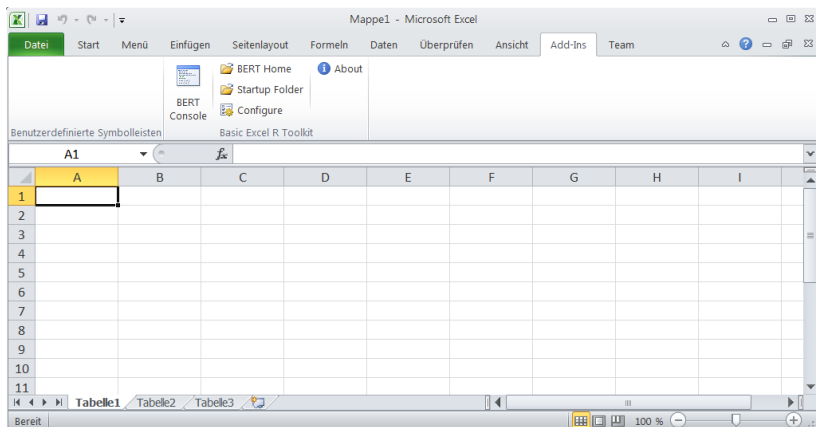 Mappe1 - Microsoft Excel
Datei Start Menü Einfügen Seitenlayout Formeln Daten Überprüfen Ansicht Add-Ins Team
BERT Home About
Startup Folder
BERT
Console
Configure
Benutzerdefinierte Symbolleisten Basic Excel R Toolkit
A1 fx
A B C D E F G H I
1
2
3
4
5
6
7
8
9
10
11
Tabelle1 Tabelle2 Tabelle3
Bereit 100 %